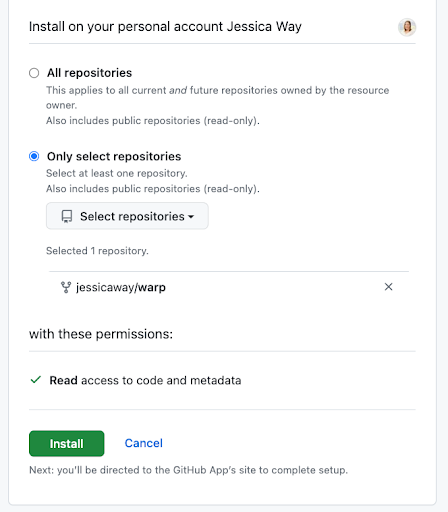 Install on your personal account Jessica Way
All repositories
This applies to all current and future repositories owned by the resource
owner.
Also includes public repositories (read-only).
Only select repositories
Select at least one repository.
Also includes public repositories (read-only).
Select repositories
Selected 1 repository.
jessicaway/warp
with these permissions:
Read access to code and metadata
Install Cancel
Next: you'll be directed to the GitHub App's site to complete setup.